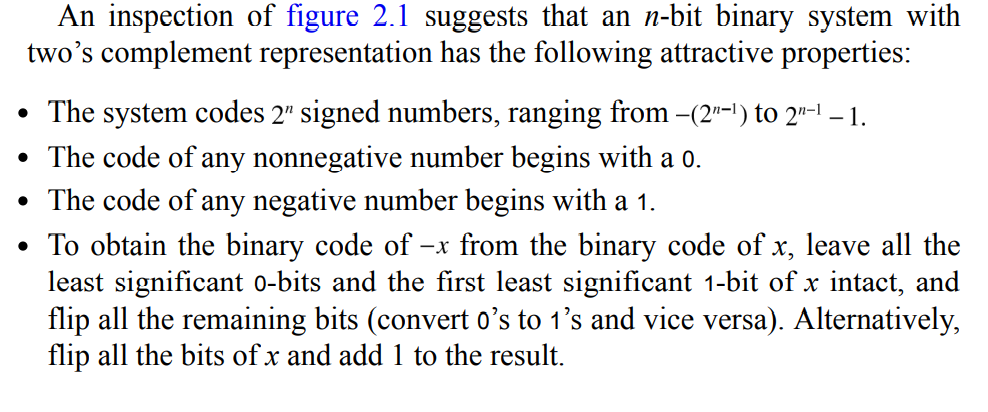 An inspection of figure 2.1 suggests that an n-bit binary system with
two’s complement representation has the following attractive properties:
• The system codes 2ⁿ signed numbers, ranging from –(2ⁿ⁻¹) to 2ⁿ⁻¹ – 1.
• The code of any nonnegative number begins with a 0.
• The code of any negative number begins with a 1.
• To obtain the binary code of –x from the binary code of x, leave all the
least significant 0-bits and the first least significant 1-bit of x intact, and
flip all the remaining bits (convert 0’s to 1’s and vice versa). Alternatively,
flip all the bits of x and add 1 to the result.